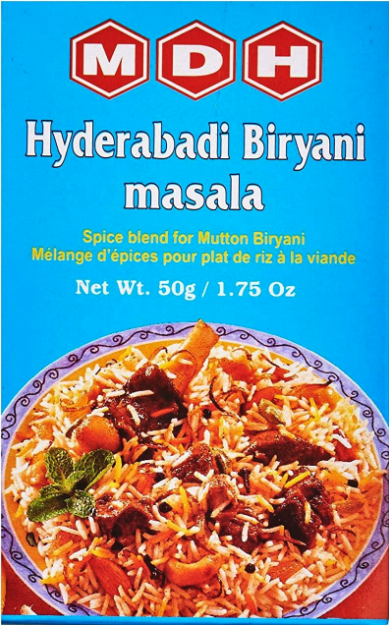 MDH
Hyderabadi Biryani
masala
Spice blend for Mutton Biryani
Mélange d'épices pour plat de riz à la viande
Net Wt. 50g / 1.75 Oz